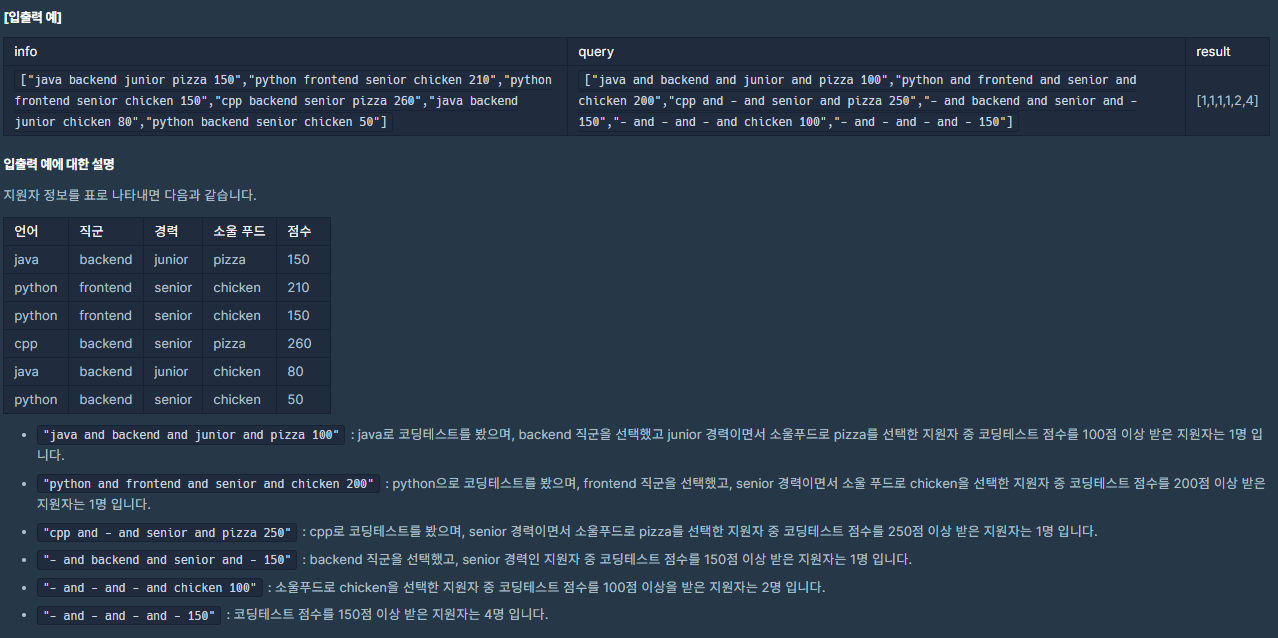 [입출력 예]
info query result
["java backend junior pizza 150","python frontend senior chicken 210","python
frontend senior chicken 150","cpp backend senior pizza 260","java backend
junior chicken 80","python backend senior chicken 50"]
["java and backend and junior and pizza 100","python and frontend and senior and
chicken 200","cpp and - and senior and pizza 250","- and backend and senior and -
150","- and - and - and chicken 100","- and - and - and - 150"]
[1,1,1,1,2,4]
입출력 예에 대한 설명
지원자 정보를 표로 나타내면 다음과 같습니다.
언어 직군 경력 소울 푸드 점수
java backend junior pizza 150
python frontend senior chicken 210
python frontend senior chicken 150
cpp backend senior pizza 260
java backend junior chicken 80
python backend senior chicken 50
• "java and backend and junior and pizza 100" : java로 코딩테스트를 봤으며, backend 직군을 선택했고 junior 경력이면서 소울푸드로 pizza를 선택한 지원자 중 코딩테스트 점수를 100점 이상 받은 지원자는 1명 입
니다.
• "python and frontend and senior and chicken 200" : python으로 코딩테스트를 봤으며, frontend 직군을 선택했고, senior 경력이면서 소울 푸드로 chicken을 선택한 지원자 중 코딩테스트 점수를 200점 이상 받은
지원자는 1명 입니다.
• "cpp and - and senior and pizza 250" : cpp로 코딩테스트를 봤으며, senior 경력이면서 소울푸드로 pizza를 선택한 지원자 중 코딩테스트 점수를 250점 이상 받은 지원자는 1명 입니다.
• "- and backend and senior and - 150" : backend 직군을 선택했고, senior 경력인 지원자 중 코딩테스트 점수를 150점 이상 받은 지원자는 1명 입니다.
• "- and - and - and chicken 100" : 소울푸드로 chicken을 선택한 지원자 중 코딩테스트 점수를 100점 이상을 받은 지원자는 2명 입니다.
• "- and - and - and - 150" : 코딩테스트 점수를 150점 이상 받은 지원자는 4명 입니다.